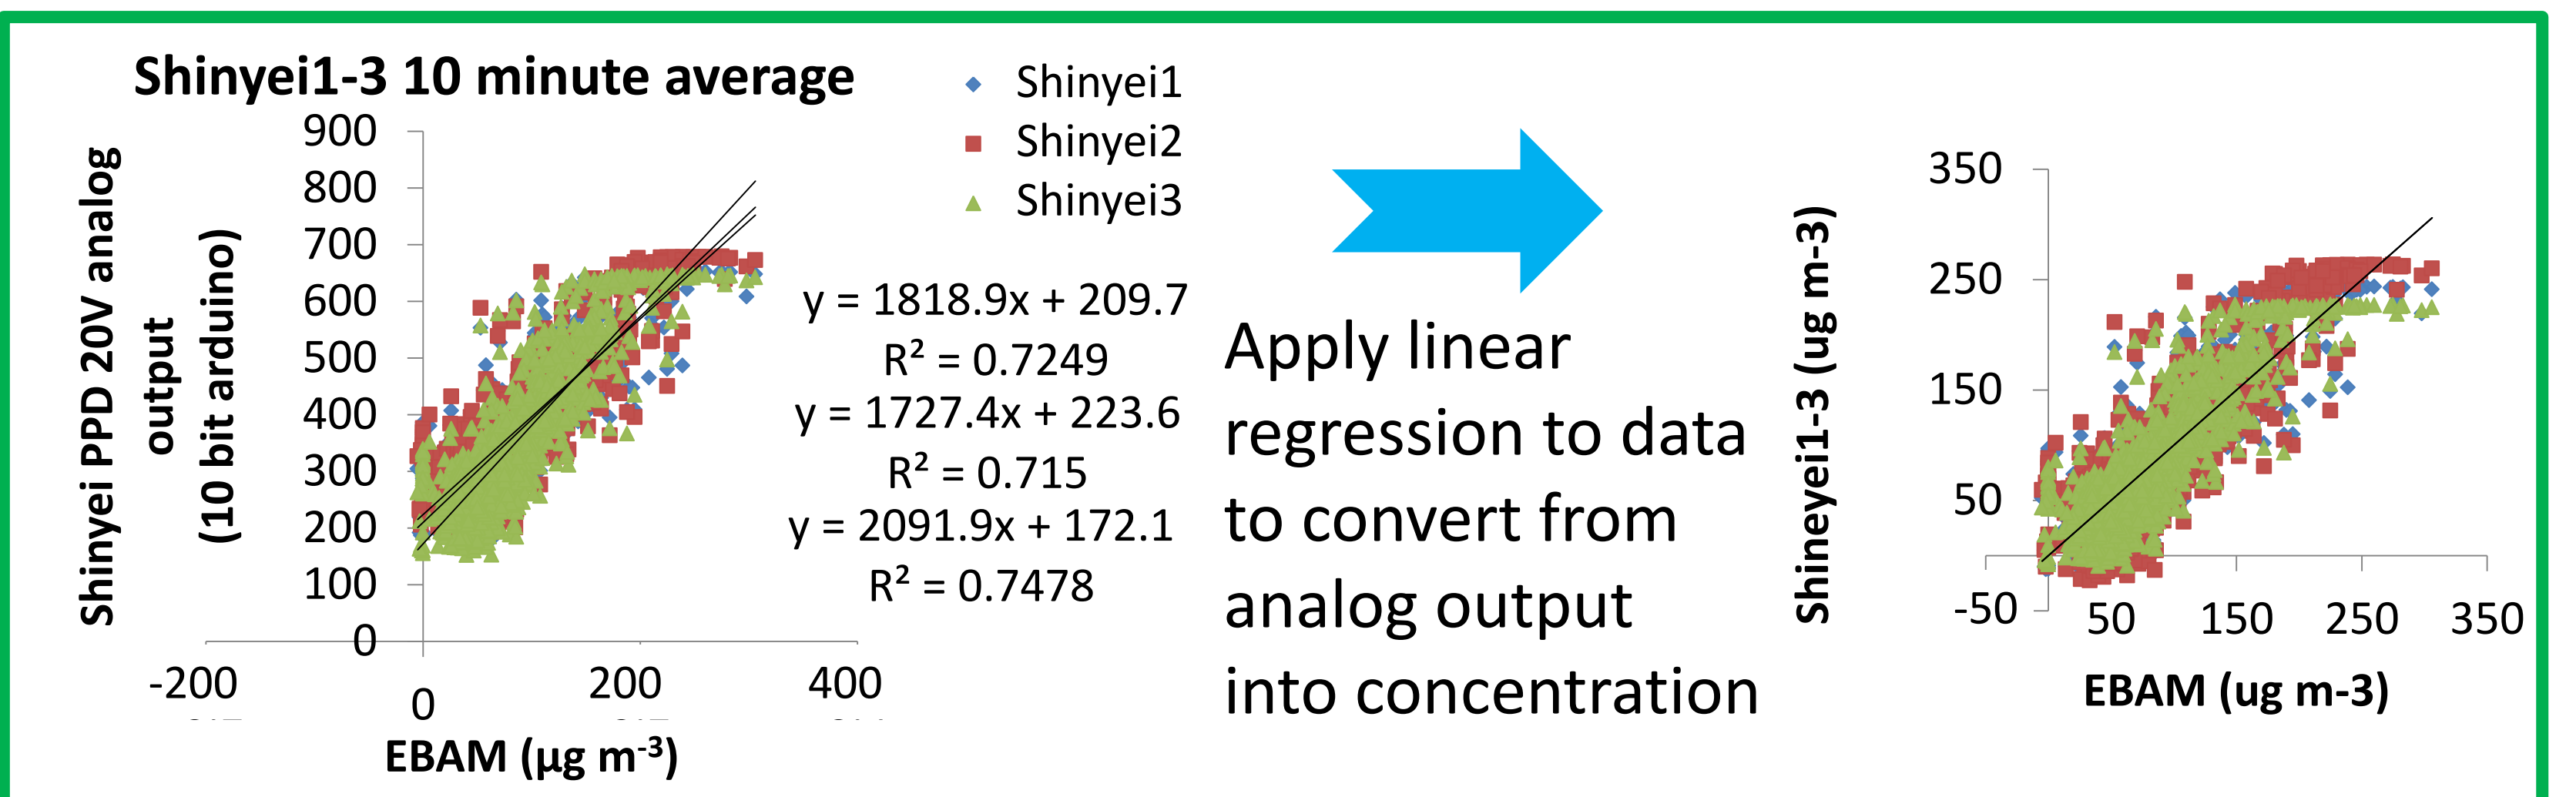 Shinyei1-3 10 minute average
Shinyei1
Shinyei2
Shinyei3
Shinyei PPD 20V analog
output
(10 bit arduino)
900
800
700
600
500
400
300
200
100
0
-200
0
200
400
EBAM (µg m⁻³)
y = 1818.9x + 209.7
R² = 0.7249
y = 1727.4x + 223.6
R² = 0.715
y = 2091.9x + 172.1
R² = 0.7478
Apply linear
regression to data
to convert from
analog output
into concentration
Shineyei1-3 (ug m-3)
350
250
150
50
-50
50
150
250
350
EBAM (ug m-3)